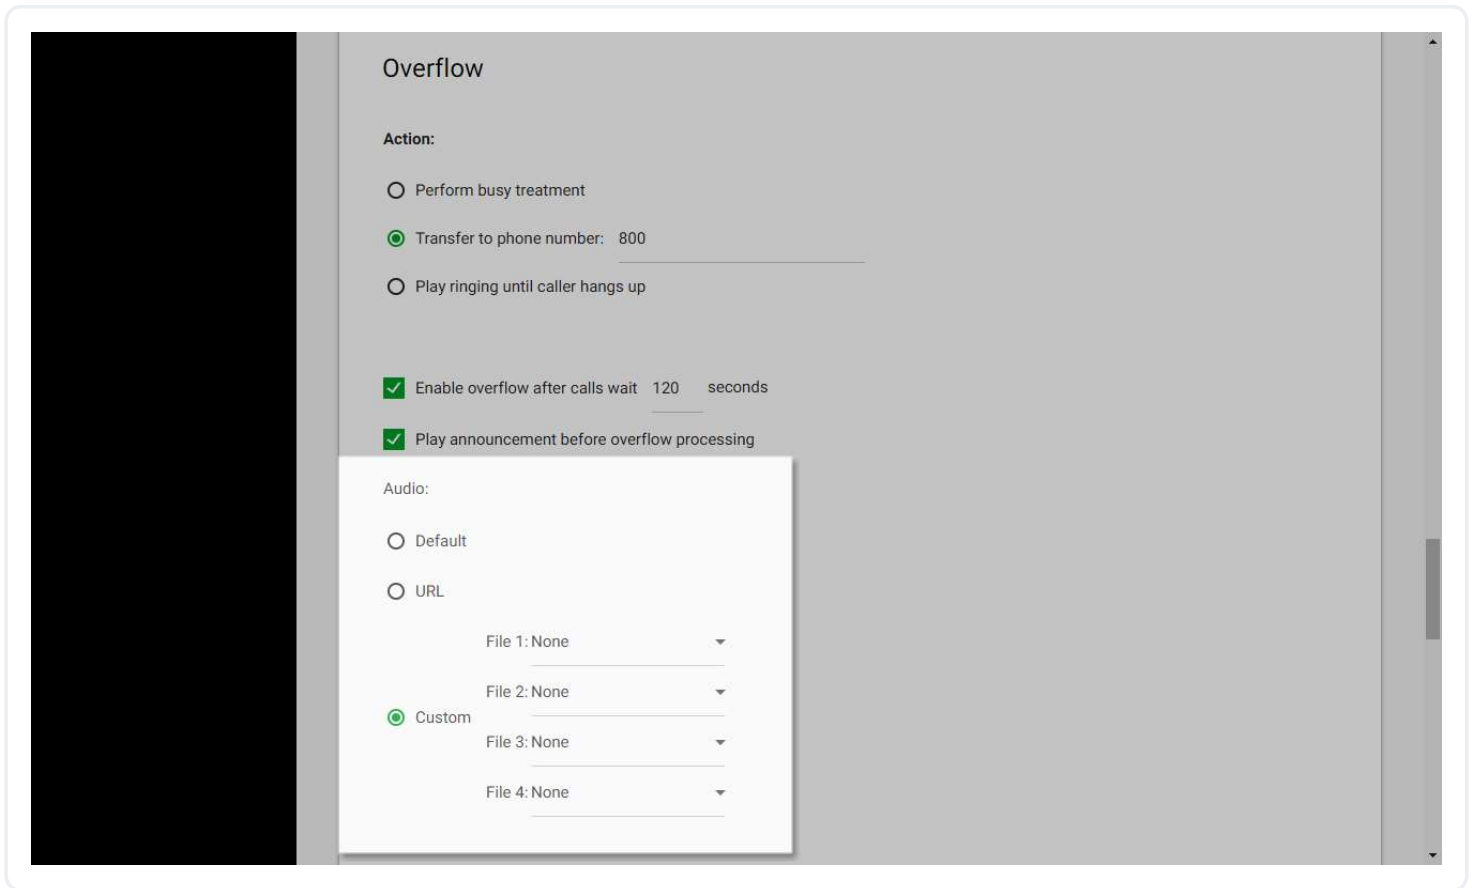 Overflow
Action:
Perform busy treatment
Transfer to phone number: 800
Play ringing until caller hangs up
Enable overflow after calls wait 120 seconds
Play announcement before overflow processing
Audio:
Default
URL
File 1: None
File 2: None
Custom
File 3: None
File 4: None